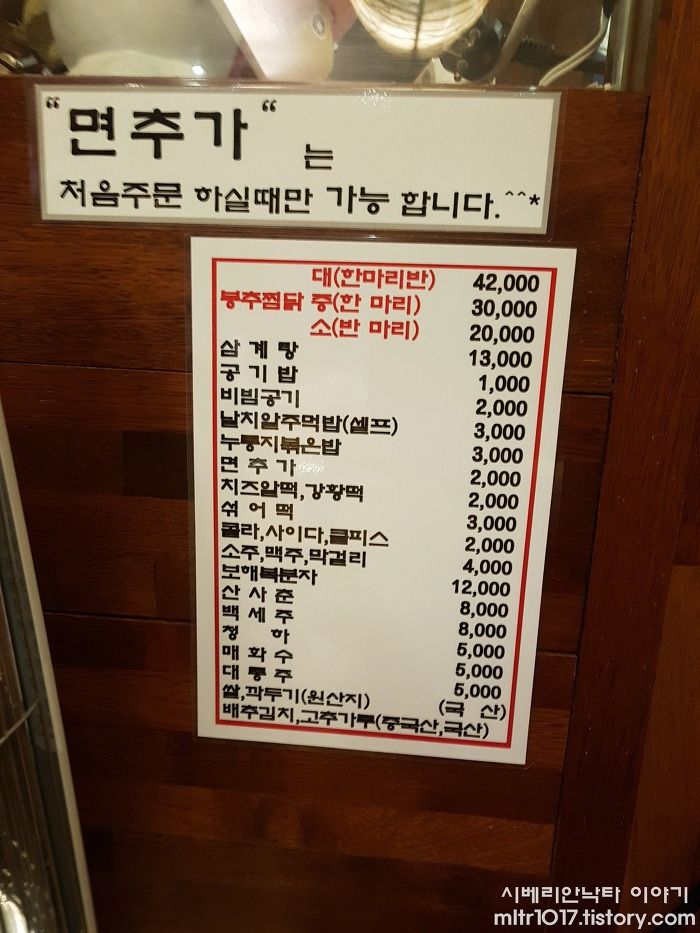 "면추가" 는
처음주문 하실때만 가능 합니다.^^*
대(한마리반) 42,000
봉추찜닭 중(한 마리) 30,000
소(반 마리) 20,000
삼 계 탕 13,000
공 기 밥 1,000
비빔공기 2,000
날치알주먹밥(셀프) 3,000
누룽지볶은밥 3,000
면 추 가 2,000
치즈알떡,강황떡 2,000
섞 어 떡 3,000
콜라,사이다,쿨피스 2,000
소주,맥주,막걸리 4,000
보해복분자 12,000
산 사 춘 8,000
백 세 주 8,000
청 하 5,000
매 화 수 5,000
대 통 주 5,000
쌀,깍두기(원산지) (국 산)
배추김치,고추가루(중국산,국산)
시베리안낙타 이야기
mltr1017.tistory.com